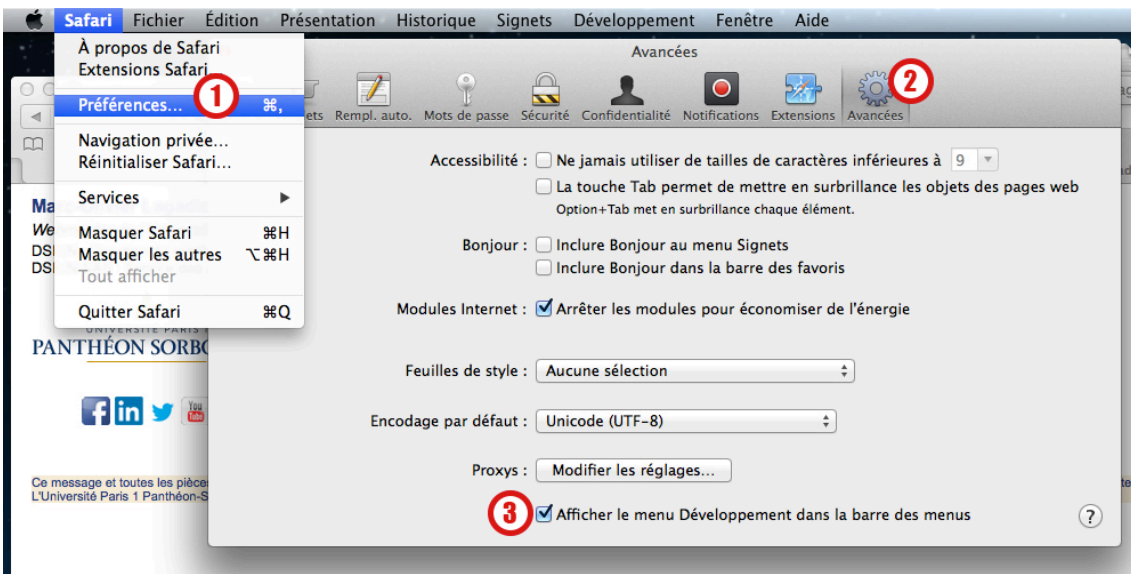 Safari Fichier Édition Présentation Historique Signets Développement Fenêtre Aide
À propos de Safari
Extensions Safari
Préférences... 1 ⌘,
Navigation privée...
Réinitialiser Safari...
Services ▶
Masquer Safari ⌘H
Masquer les autres ⌥⌘H
Tout afficher
Quitter Safari ⌘Q
Avancées
2
Rempl. auto. Mots de passe Sécurité Confidentialité Notifications Extensions Avancées
Accessibilité : Ne jamais utiliser de tailles de caractères inférieures à 9
La touche Tab permet de mettre en surbrillance les objets des pages web
Option+Tab met en surbrillance chaque élément.
Bonjour : Inclure Bonjour au menu Signets
Inclure Bonjour dans la barre des favoris
Modules Internet : Arrêter les modules pour économiser de l'énergie
Feuilles de style : Aucune sélection
Encodage par défaut : Unicode (UTF-8)
Proxys : Modifier les réglages...
3 Afficher le menu Développement dans la barre des menus ?
UNIVERSITÉ PARIS
PANTHÉON SORBO
f in You Tube
Ce message et toutes les pièces
L'Université Paris 1 Panthéon-S